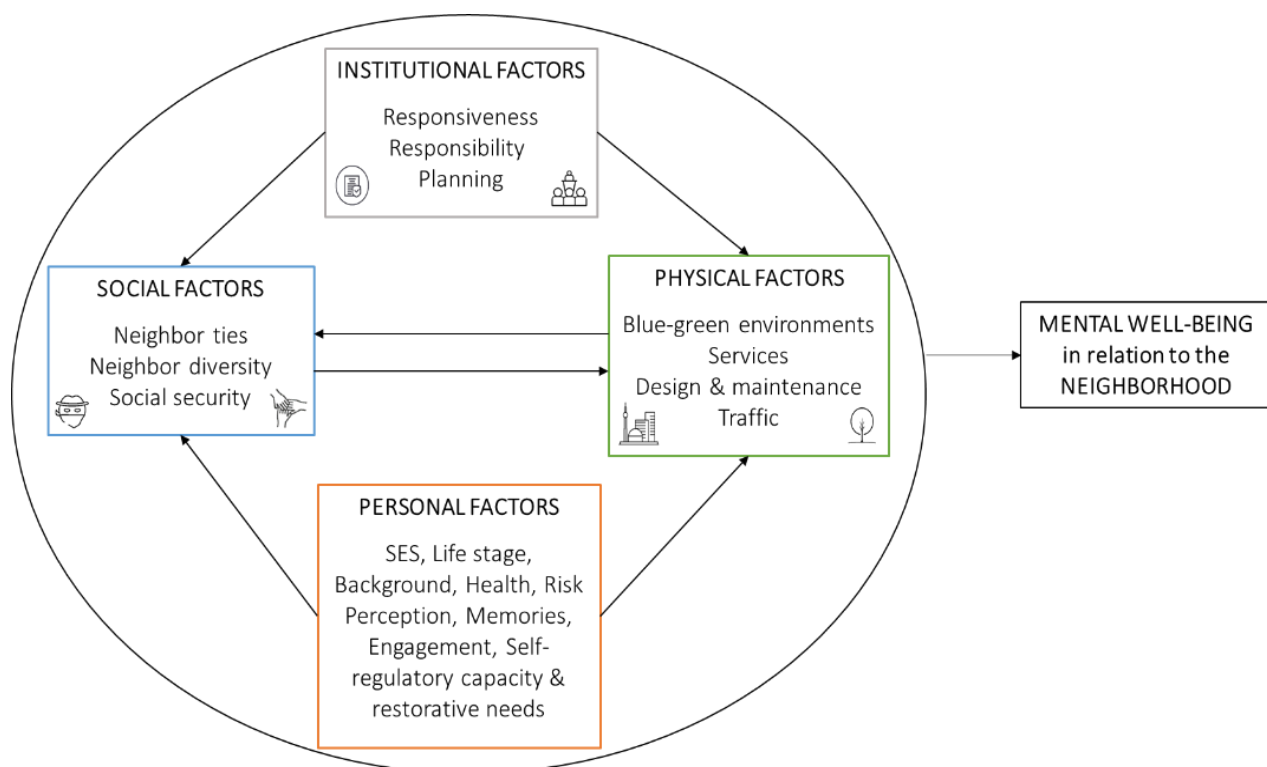 INSTITUTIONAL FACTORS
Responsiveness
Responsibility
Planning
SOCIAL FACTORS
Neighbor ties
Neighbor diversity
Social security
PHYSICAL FACTORS
Blue-green environments
Services
Design & maintenance
Traffic
MENTAL WELL-BEING
in relation to the
NEIGHBORHOOD
PERSONAL FACTORS
SES, Life stage,
Background, Health, Risk
Perception, Memories,
Engagement, Self-
regulatory capacity &
restorative needs